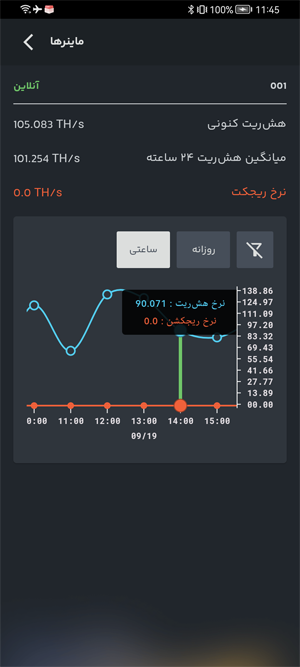 100% 11:45
ماینرها
001 آنلاین
هش‌ریت کنونی 105.083 TH/s
میانگین هش‌ریت ۲۴ ساعته 101.254 TH/s
نرخ ریجکت 0.0 TH/s
روزانه ساعتی
نرخ هش‌ریت : 90.071
نرخ ریجکشن : 0.0
138.86
124.97
111.09
97.20
83.32
69.43
55.54
41.66
27.77
13.89
00.00
0:00 11:00 12:00 13:00 14:00 15:00
09/19